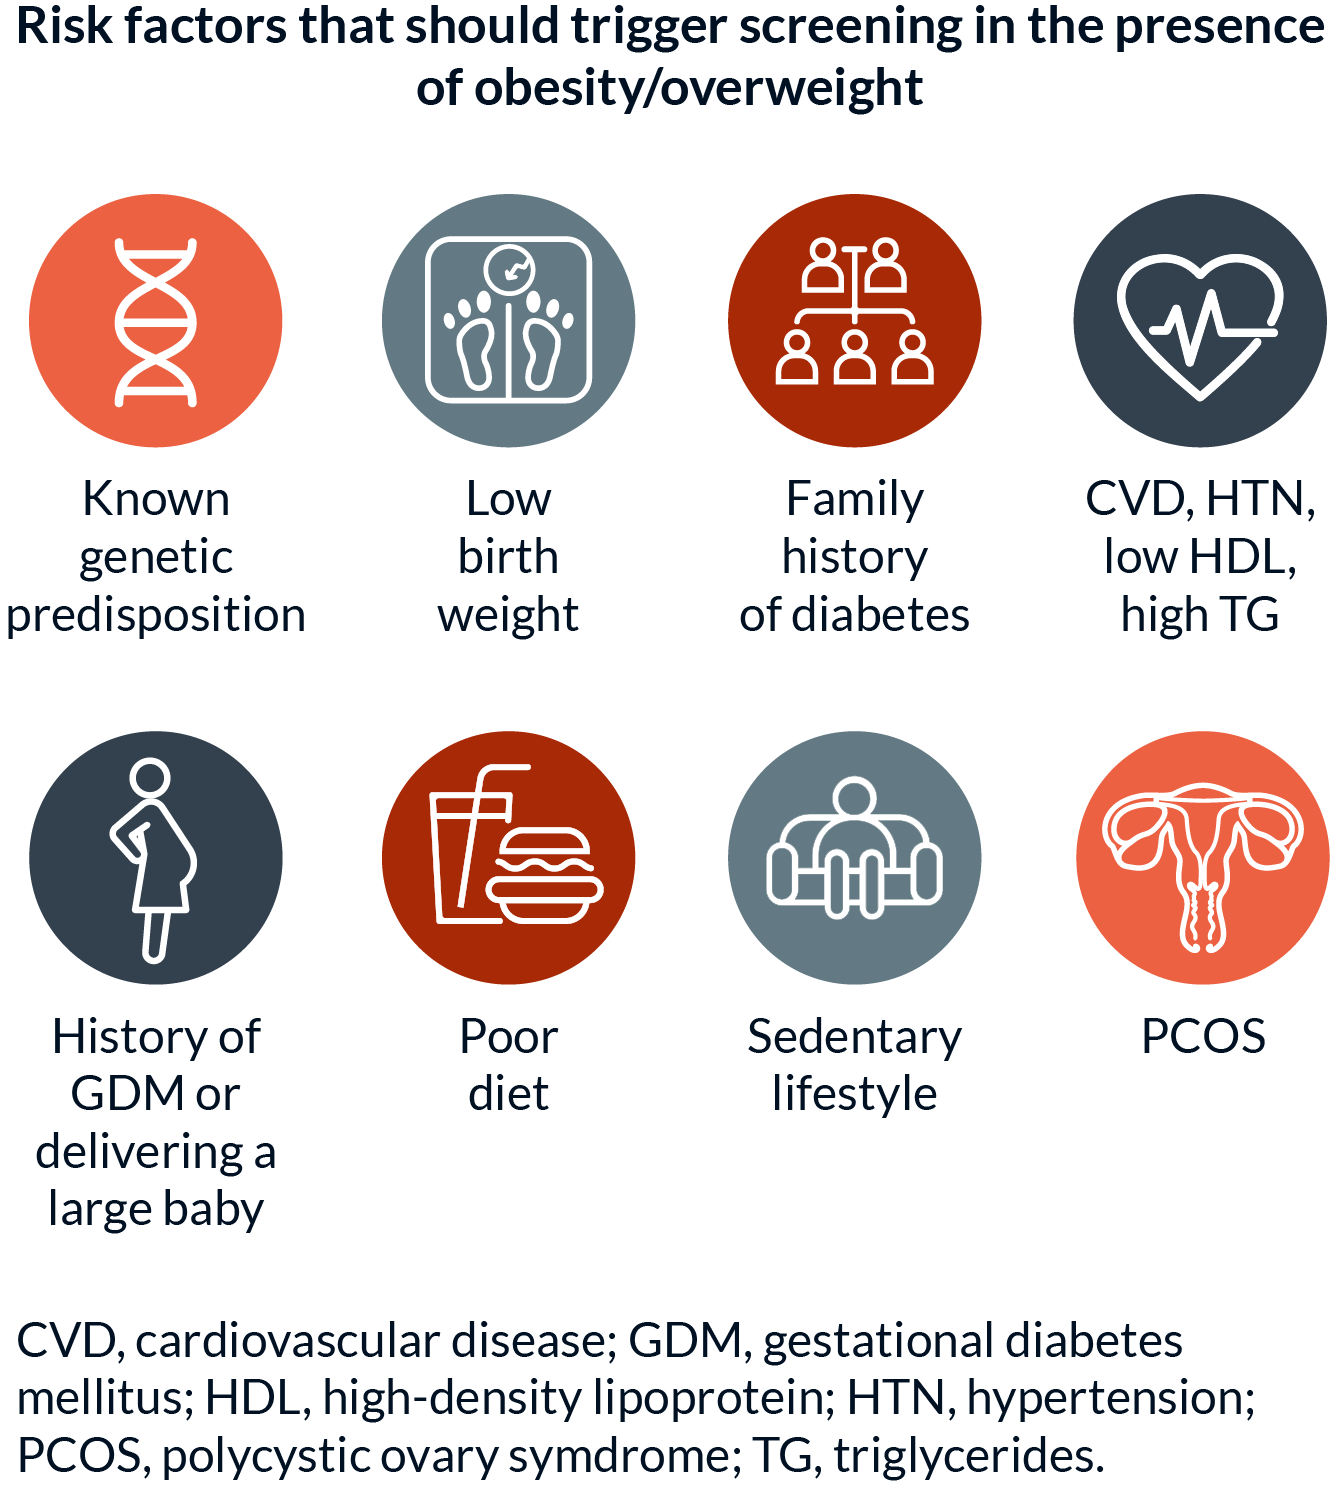 Risk factors that should trigger screening in the presence
of obesity/overweight
Known
genetic
predisposition
Low
birth
weight
Family
history
of diabetes
CVD, HTN,
low HDL,
high TG
History of
GDM or
delivering a
large baby
Poor
diet
Sedentary
lifestyle
PCOS
CVD, cardiovascular disease; GDM, gestational diabetes
mellitus; HDL, high-density lipoprotein; HTN, hypertension;
PCOS, polycystic ovary symdrome; TG, triglycerides.